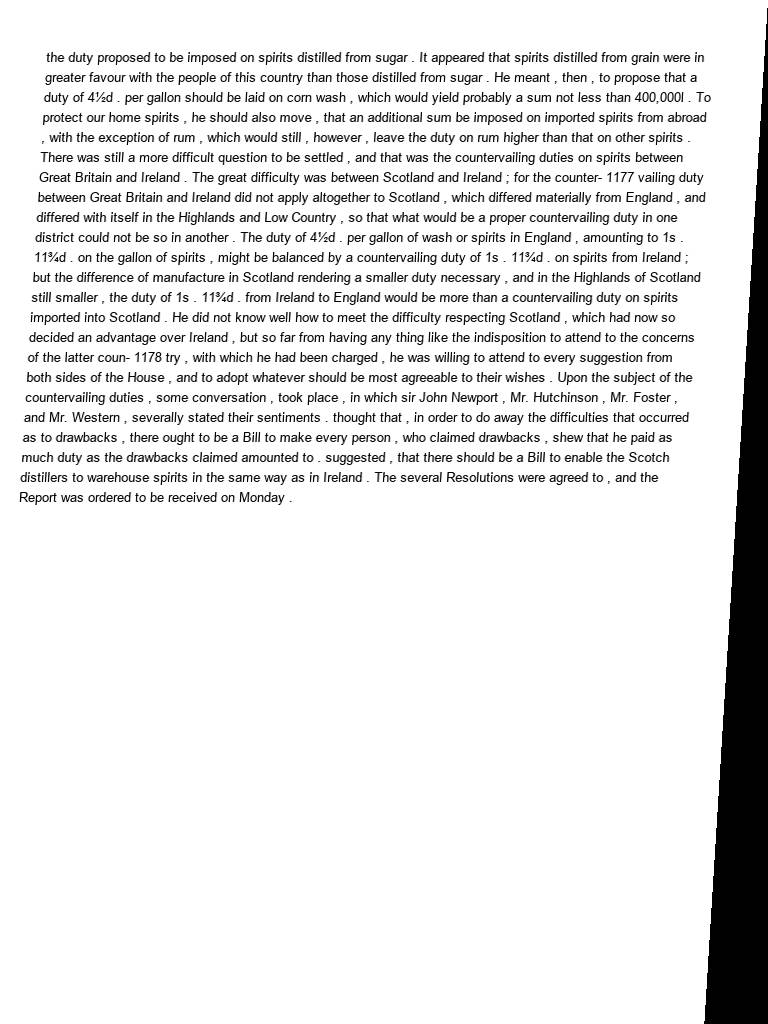 the duty proposed to be imposed on spirits distilled from sugar . It appeared that spirits distilled from grain were in
greater favour with the people of this country than those distilled from sugar . He meant , then , to propose that a
duty of 4½d . per gallon should be laid on corn wash , which would yield probably a sum not less than 400,000l . To
protect our home spirits , he should also move , that an additional sum be imposed on imported spirits from abroad
, with the exception of rum , which would still , however , leave the duty on rum higher than that on other spirits .
There was still a more difficult question to be settled , and that was the countervailing duties on spirits between
Great Britain and Ireland . The great difficulty was between Scotland and Ireland ; for the counter- 1177 vailing duty
between Great Britain and Ireland did not apply altogether to Scotland , which differed materially from England , and
differed with itself in the Highlands and Low Country , so that what would be a proper countervailing duty in one
district could not be so in another . The duty of 4½d . per gallon of wash or spirits in England , amounting to 1s .
11¾d . on the gallon of spirits , might be balanced by a countervailing duty of 1s . 11¾d . on spirits from Ireland ;
but the difference of manufacture in Scotland rendering a smaller duty necessary , and in the Highlands of Scotland
still smaller , the duty of 1s . 11¾d . from Ireland to England would be more than a countervailing duty on spirits
imported into Scotland . He did not know well how to meet the difficulty respecting Scotland , which had now so
decided an advantage over Ireland , but so far from having any thing like the indisposition to attend to the concerns
of the latter coun- 1178 try , with which he had been charged , he was willing to attend to every suggestion from
both sides of the House , and to adopt whatever should be most agreeable to their wishes . Upon the subject of the
countervailing duties , some conversation , took place , in which sir John Newport , Mr. Hutchinson , Mr. Foster ,
and Mr. Western , severally stated their sentiments . thought that , in order to do away the difficulties that occurred
as to drawbacks , there ought to be a Bill to make every person , who claimed drawbacks , shew that he paid as
much duty as the drawbacks claimed amounted to . suggested , that there should be a Bill to enable the Scotch
distillers to warehouse spirits in the same way as in Ireland . The several Resolutions were agreed to , and the
Report was ordered to be received on Monday .